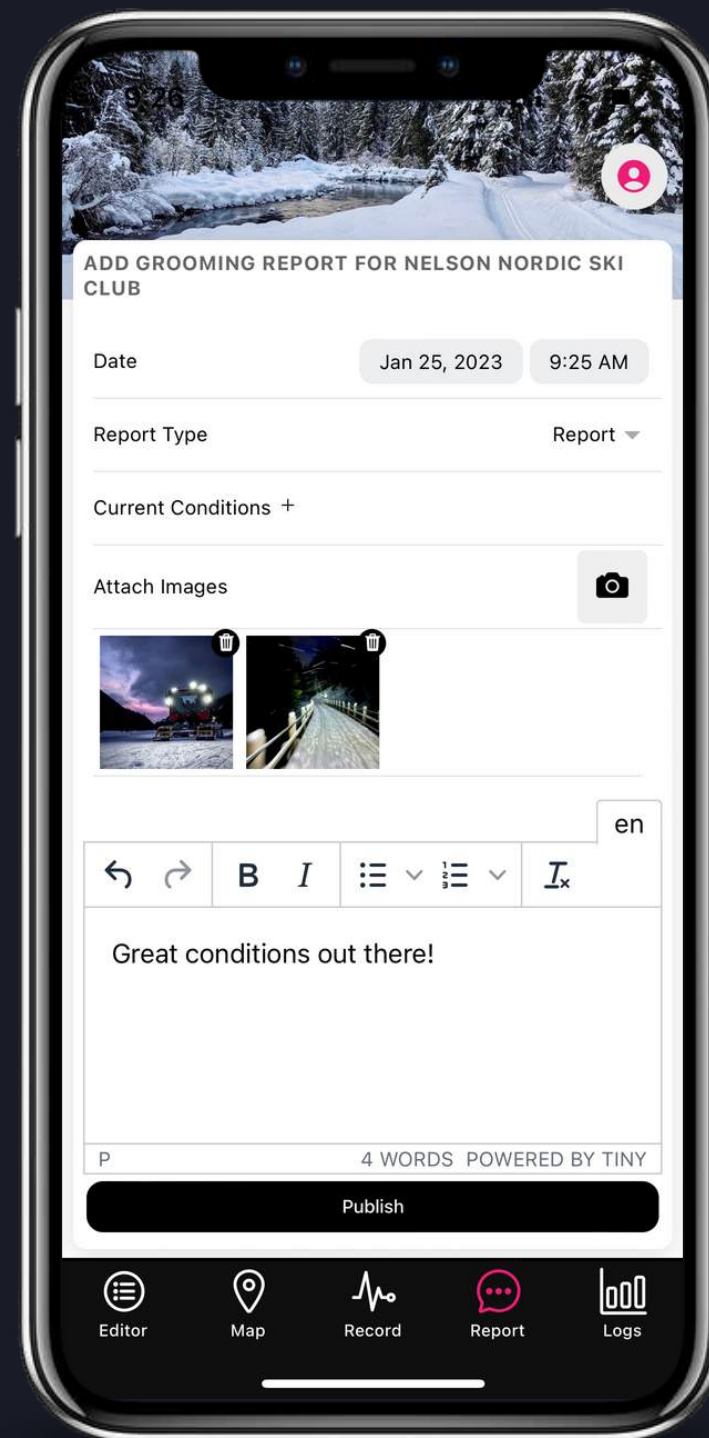 9:26
ADD GROOMING REPORT FOR NELSON NORDIC SKI
CLUB
Date Jan 25, 2023 9:25 AM
Report Type Report
Current Conditions +
Attach Images
en
B I
Great conditions out there!
P 4 WORDS POWERED BY TINY
Publish
Editor Map Record Report Logs